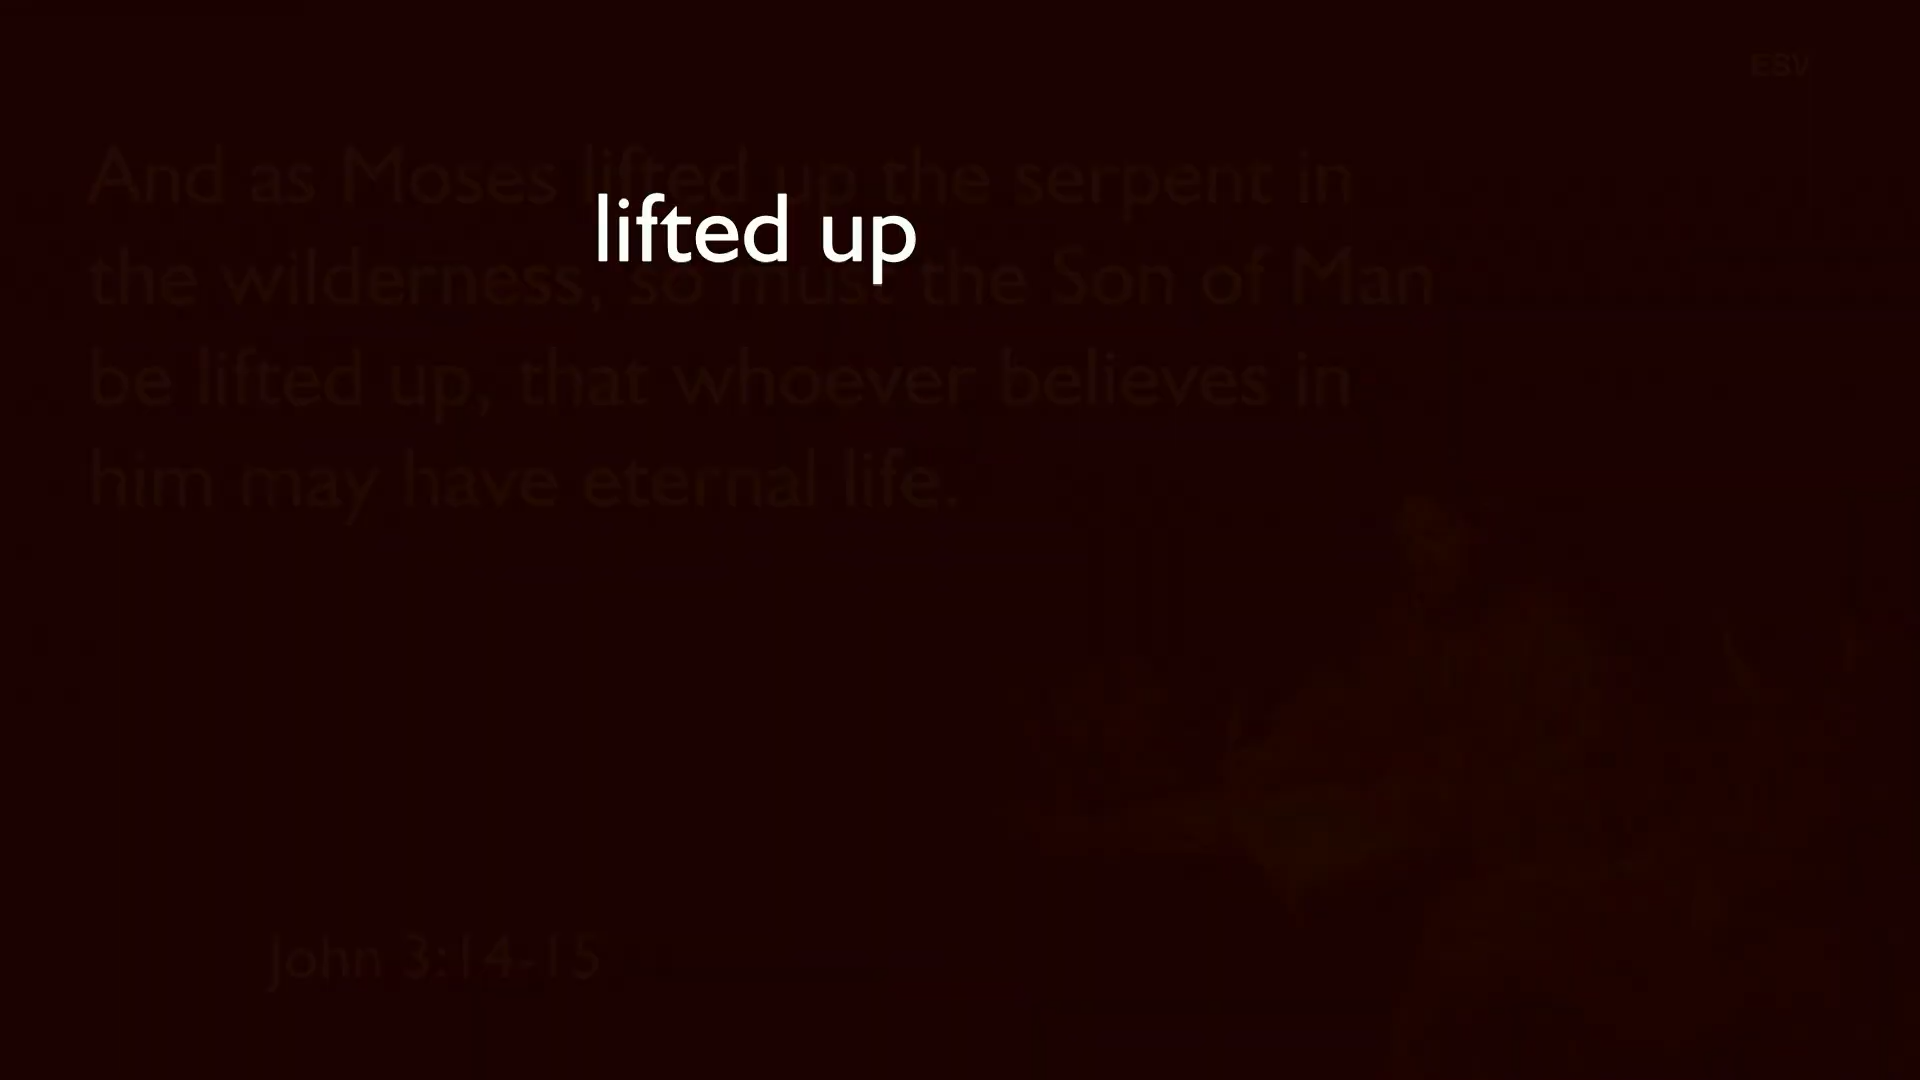 ESV
And as Moses lifted up the serpent in
lifted up
the wilderness, so must the Son of Man
be lifted up, that whoever believes in
him may have eternal life.
John 3:14-15